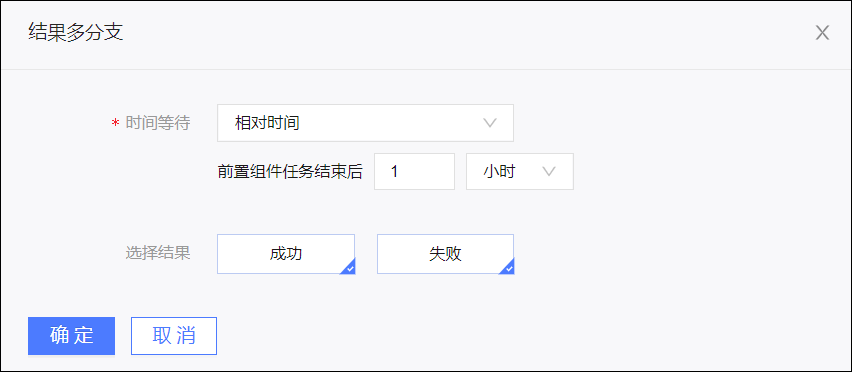 结果多分支
* 时间等待 相对时间
前置组件任务结束后 1 小时
选择结果 成功 失败
确定 取消